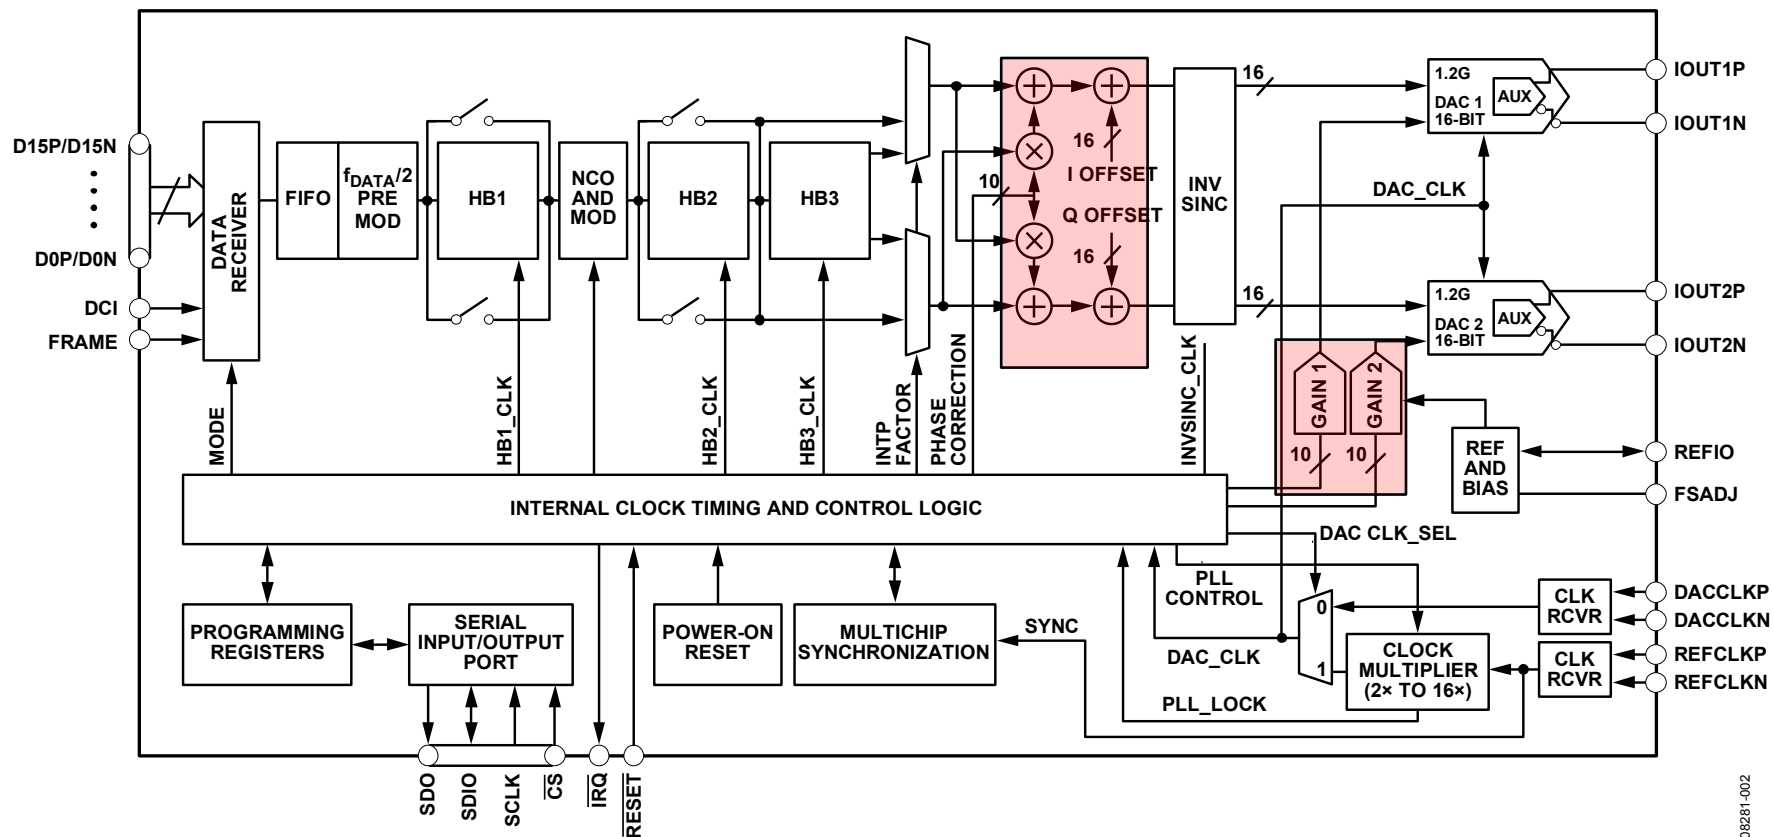 D15P/D15N
D0P/D0N
DCI
FRAME
DATA
RECEIVER
FIFO
fDATA/2
PRE
MOD
HB1
NCO
AND
MOD
HB2
HB3
10
16
I OFFSET
Q OFFSET
16
INV
SINC
16
16
1.2G
DAC 1
16-BIT
AUX
DAC_CLK
1.2G
DAC 2
16-BIT
AUX
IOUT1P
IOUT1N
IOUT2P
IOUT2N
MODE
HB1_CLK
HB2_CLK
HB3_CLK
INTP
FACTOR
PHASE
CORRECTION
INVSINC_CLK
GAIN 1
GAIN 2
10
10
REF
AND
BIAS
REFIO
FSADJ
INTERNAL CLOCK TIMING AND CONTROL LOGIC
DAC CLK_SEL
PROGRAMMING
REGISTERS
SERIAL
INPUT/OUTPUT
PORT
POWER-ON
RESET
MULTICHIP
SYNCHRONIZATION
SYNC
PLL
CONTROL
DAC_CLK
PLL_LOCK
0
1
CLOCK
MULTIPLIER
(2× TO 16×)
CLK
RCVR
CLK
RCVR
DACCLKP
DACCLKN
REFCLKP
REFCLKN
SDO
SDIO
SCLK
CS
IRQ
RESET
08281-002